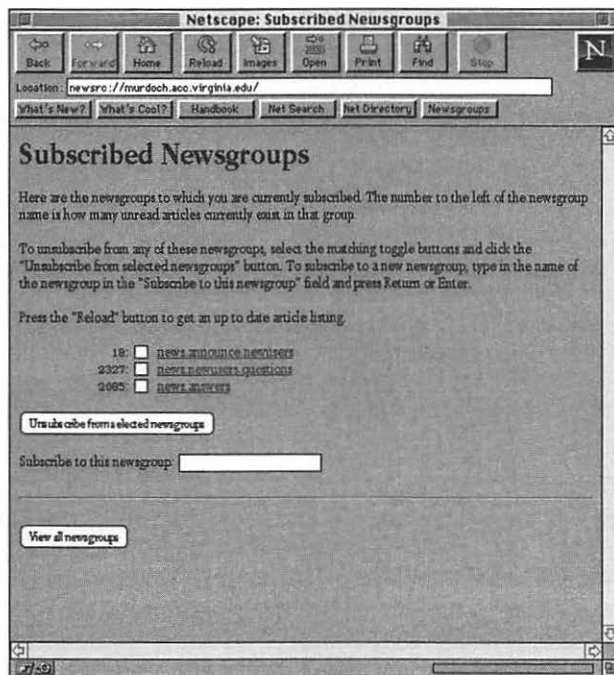 Netscape: Subscribed Newsgroups
Back Forward Home Reload Images Open Print Find Stop
N
Location: newsrc://murdoch.acc.virginia.edu/
What's New? What's Cool? Handbook Net Search Net Directory Newsgroups
Subscribed Newsgroups
Here are the newsgroups to which you are currently subscribed. The number to the left of the newsgroup
name is how many unread articles currently exist in that group.
To unsubscribe from any of these newsgroups, select the matching toggle buttons and click the
"Unsubscribe from selected newsgroups" button. To subscribe to a new newsgroup, type in the name of
the newsgroup in the "Subscribe to this newsgroup" field and press Return or Enter.
Press the "Reload" button to get an up to date article listing.
18: news.announce.newusers
2327: news.newusers.questions
2085: news.answers
Unsubscribe from selected newsgroups
Subscribe to this newsgroup:
View all newsgroups